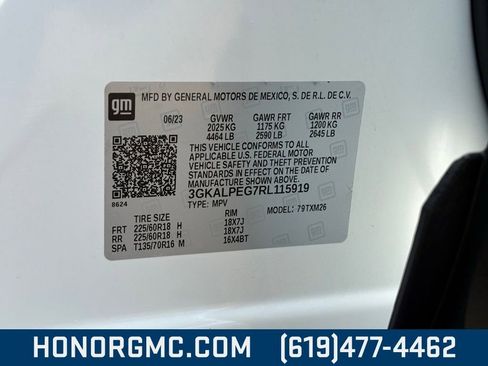 gm
MFD BY GENERAL MOTORS DE MEXICO, S. DE R.L. DE C.V.
06/23 GVWR GAWR FRT GAWR RR
2025 KG 1175 KG 1200 KG
4464 LB 2590 LB 2645 LB
THIS VEHICLE CONFORMS TO ALL
APPLICABLE U.S. FEDERAL MOTOR
VEHICLE SAFETY AND BUMPER
STANDARDS IN EFFECT ON THE DATE
OF MANUFACTURE SHOWN ABOVE.
3GKALPEG7RL115919
8624 TYPE: MPV MODEL: 79TXM26
TIRE SIZE RIM
FRT 225/60R18 H 18X7J
RR 225/60R18 H 18X7J
SPA T135/70R16 M 16X4BT
HONORGMC.COM (619)477-4462